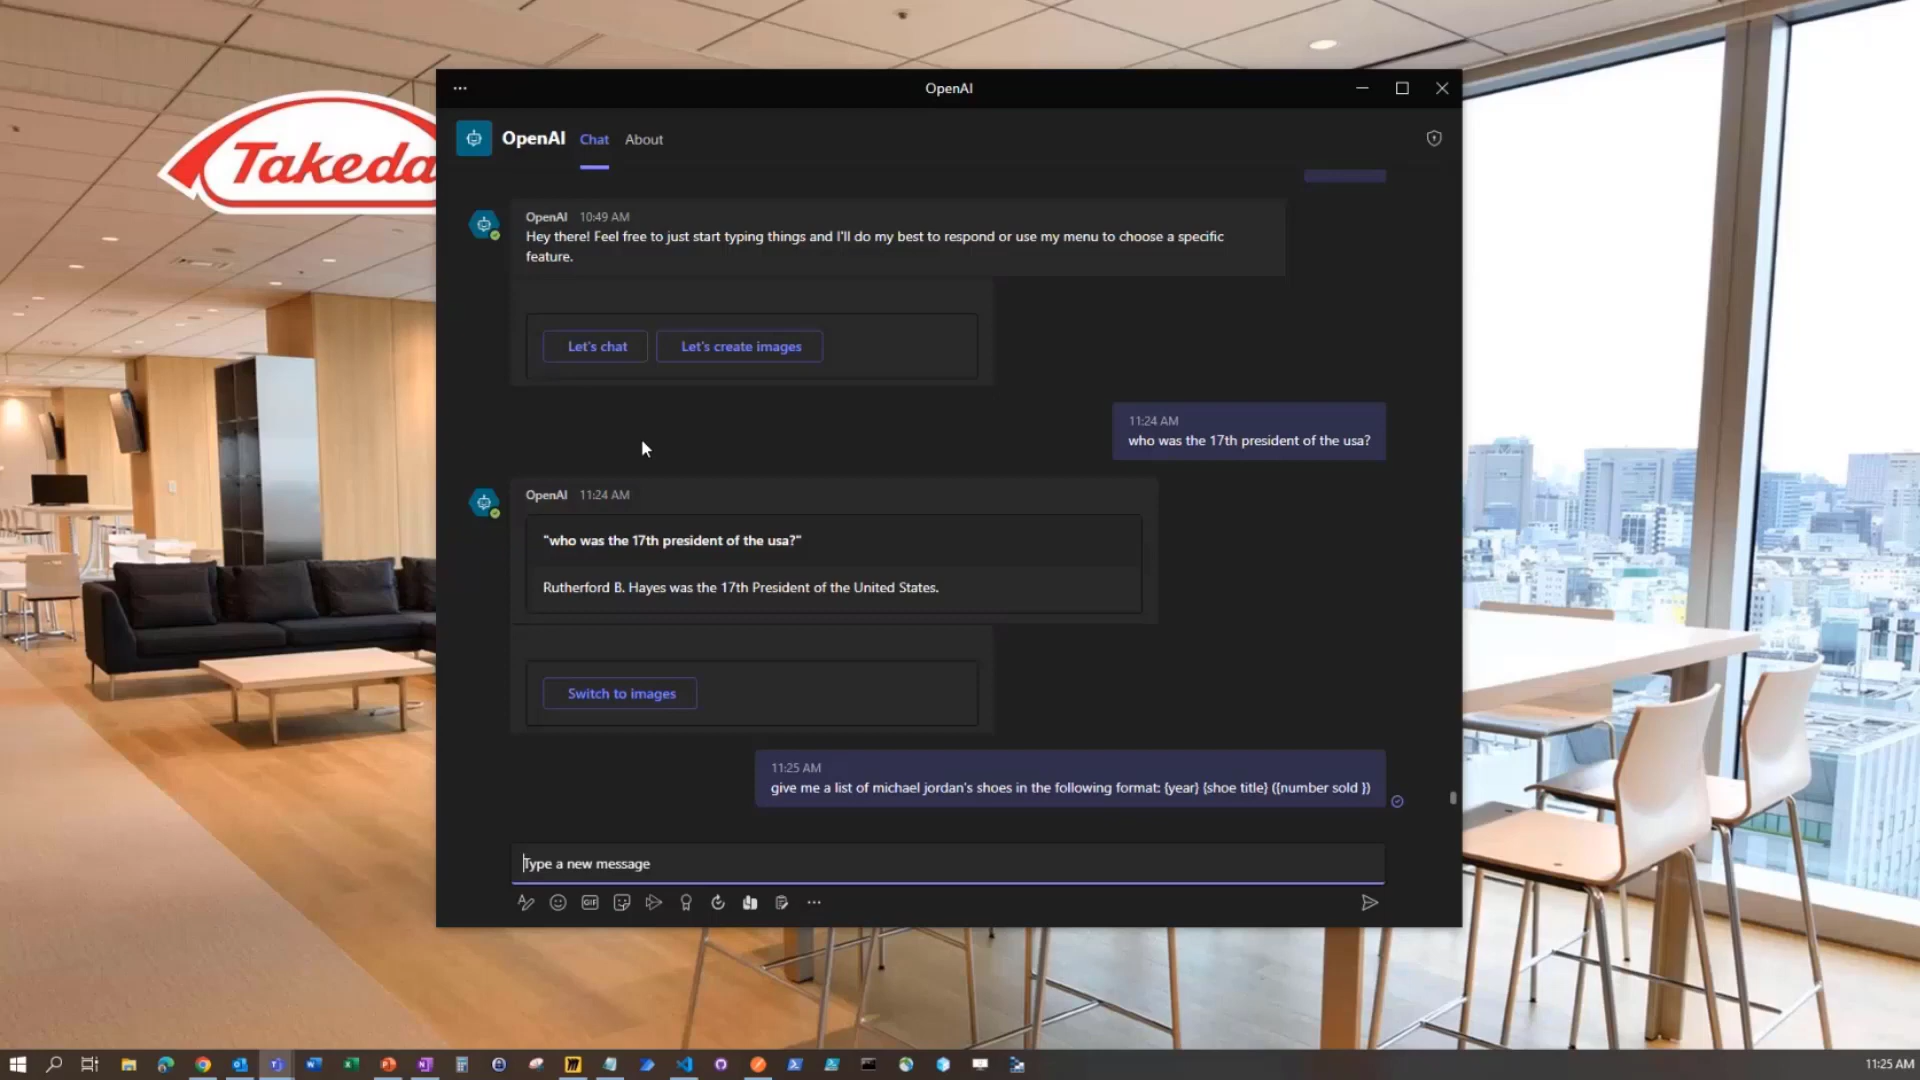 OpenAI
Takeda
OpenAI Chat About
OpenAI 10:49 AM
Hey there! Feel free to just start typing things and I'll do my best to respond or use my menu to choose a specific
feature.
Let's chat Let's create images
11:24 AM
who was the 17th president of the usa?
OpenAI 11:24 AM
"who was the 17th president of the usa?"
Rutherford B. Hayes was the 17th President of the United States.
Switch to images
11:25 AM
give me a list of michael jordan's shoes in the following format: {year} {shoe title} ({number sold })
Type a new message
GIF
11:25 AM